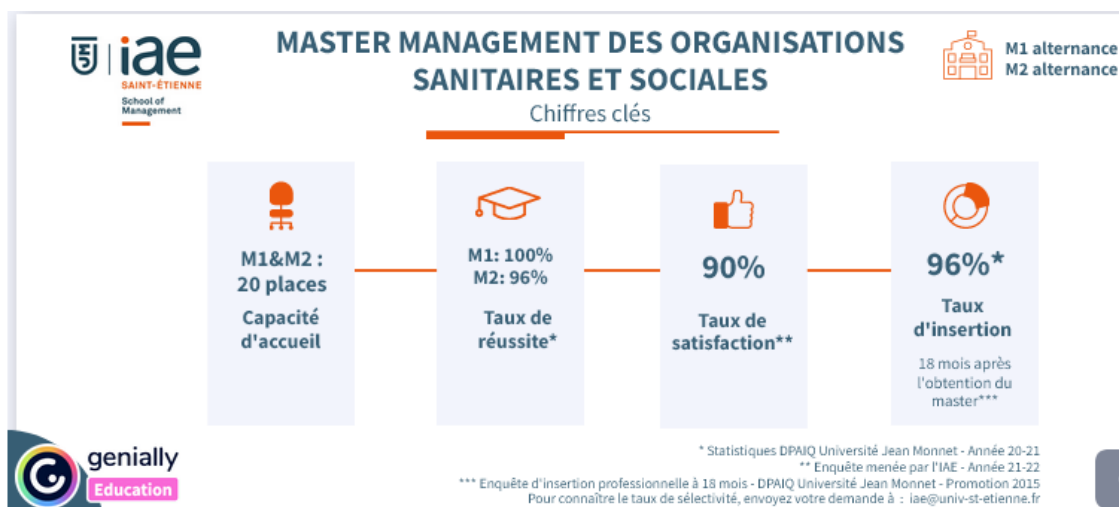 iae
SAINT-ÉTIENNE
School of
Management
MASTER MANAGEMENT DES ORGANISATIONS
SANITAIRES ET SOCIALES
Chiffres clés
M1 alternance
M2 alternance
M1&M2 :
20 places
Capacité
d'accueil
M1: 100%
M2: 96%
Taux de
réussite*
90%
Taux de
satisfaction**
96%*
Taux
d'insertion
18 mois après
l'obtention du
master***
* Statistiques DPAIQ Université Jean Monnet - Année 20-21
** Enquête menée par l'IAE - Année 21-22
*** Enquête d'insertion professionnelle à 18 mois - DPAIQ Université Jean Monnet - Promotion 2015
Pour connaître le taux de sélectivité, envoyez votre demande à : iae@univ-st-etienne.fr
genially
Education